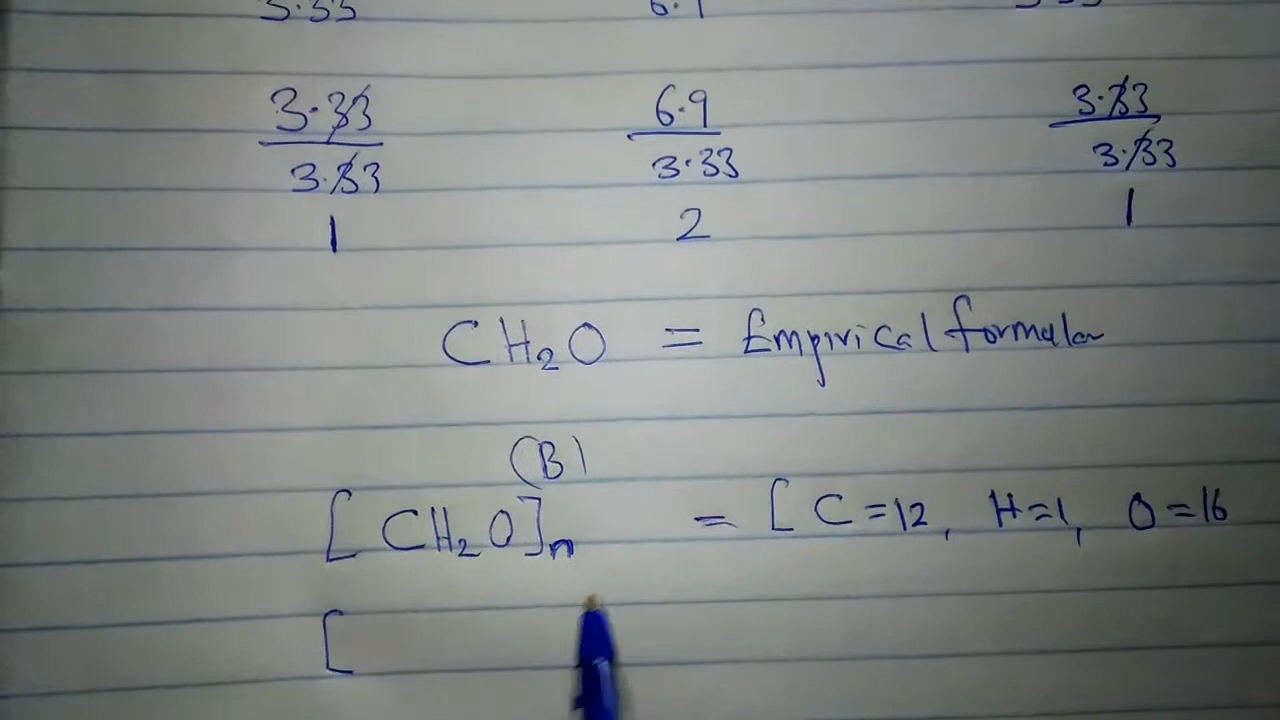 3.33 6.9 3.33
3.33 3.33 3.33
1 2 1
CH₂O = Empirical formular
(B)
[CH₂O]n = [C=12, H=1, O=16
[